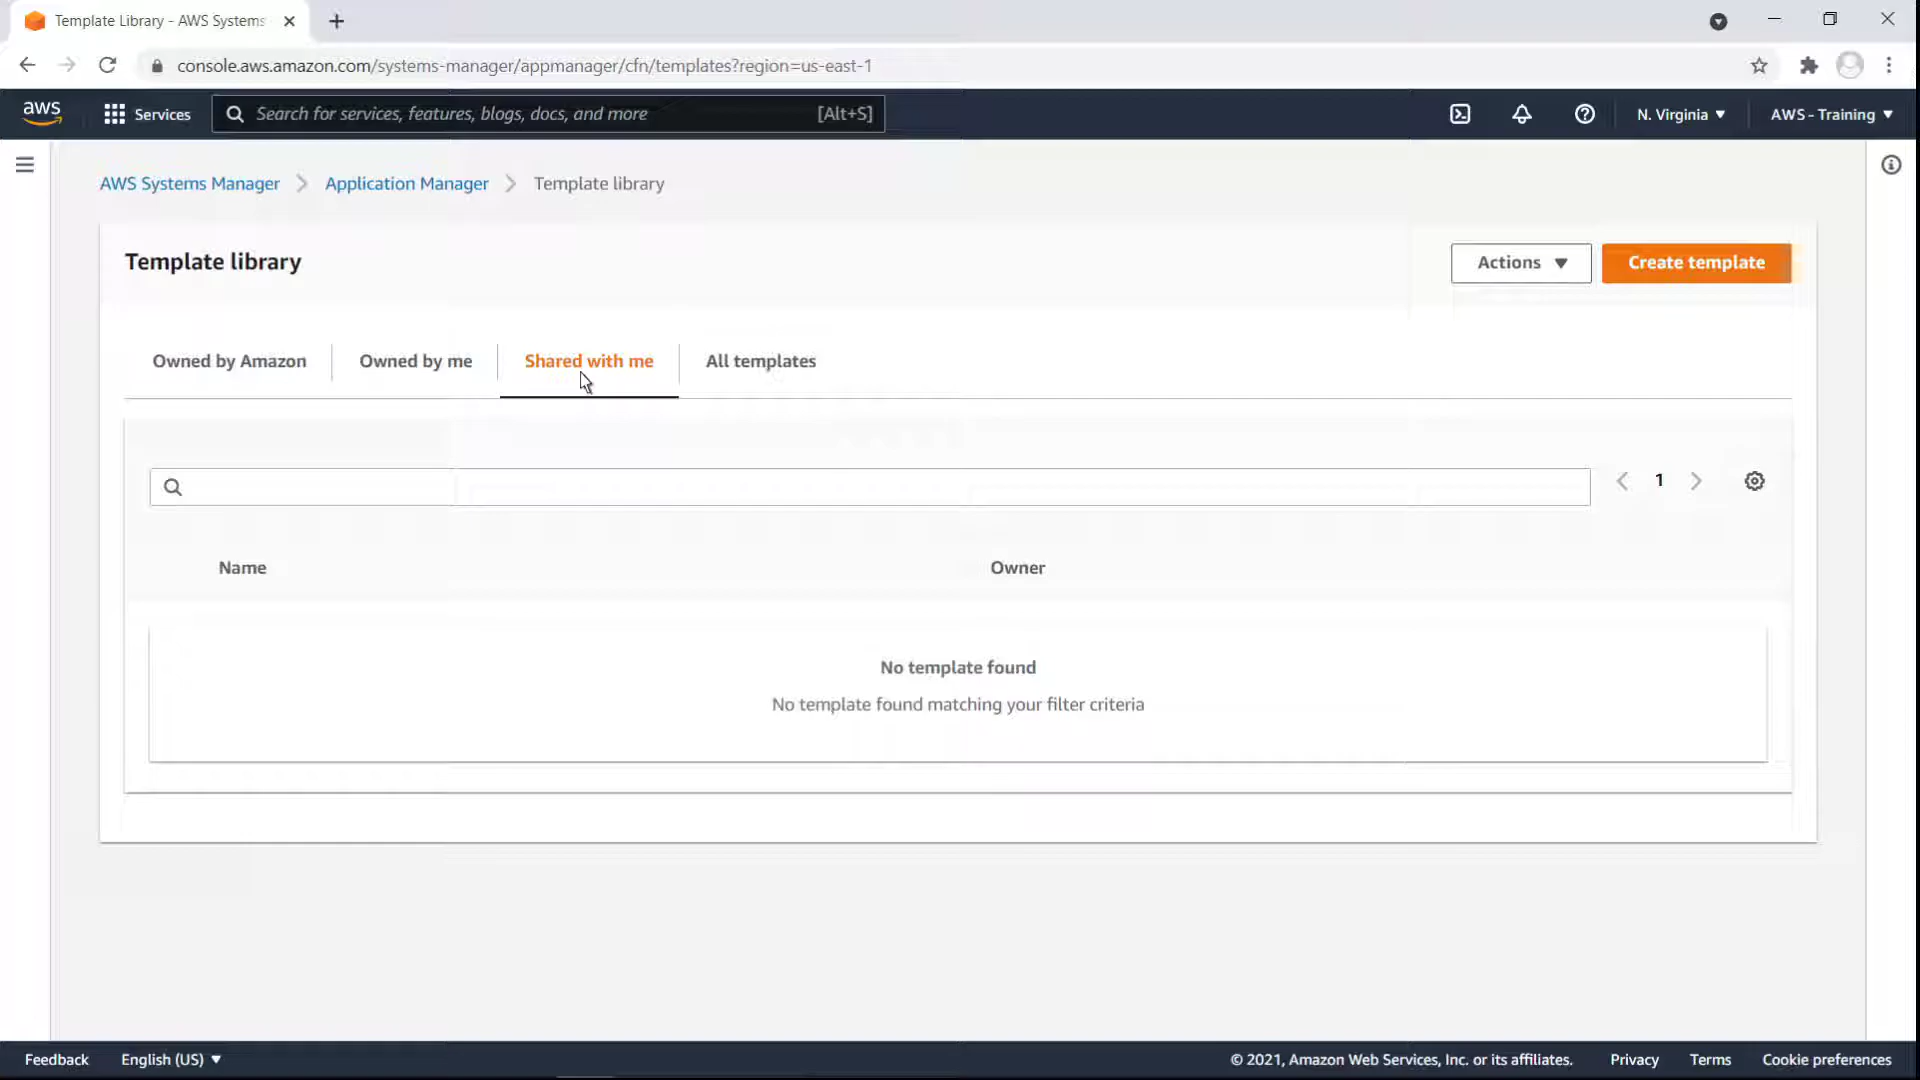 Template Library - AWS Systems
console.aws.amazon.com/systems-manager/appmanager/cfn/templates?region=us-east-1
aws
Services
Search for services, features, blogs, docs, and more
[Alt+S]
N. Virginia
AWS - Training
AWS Systems Manager
Application Manager
Template library
Template library
Actions
Create template
Owned by Amazon
Owned by me
Shared with me
All templates
1
Name
Owner
No template found
No template found matching your filter criteria
Feedback
English (US)
© 2021, Amazon Web Services, Inc. or its affiliates.
Privacy
Terms
Cookie preferences